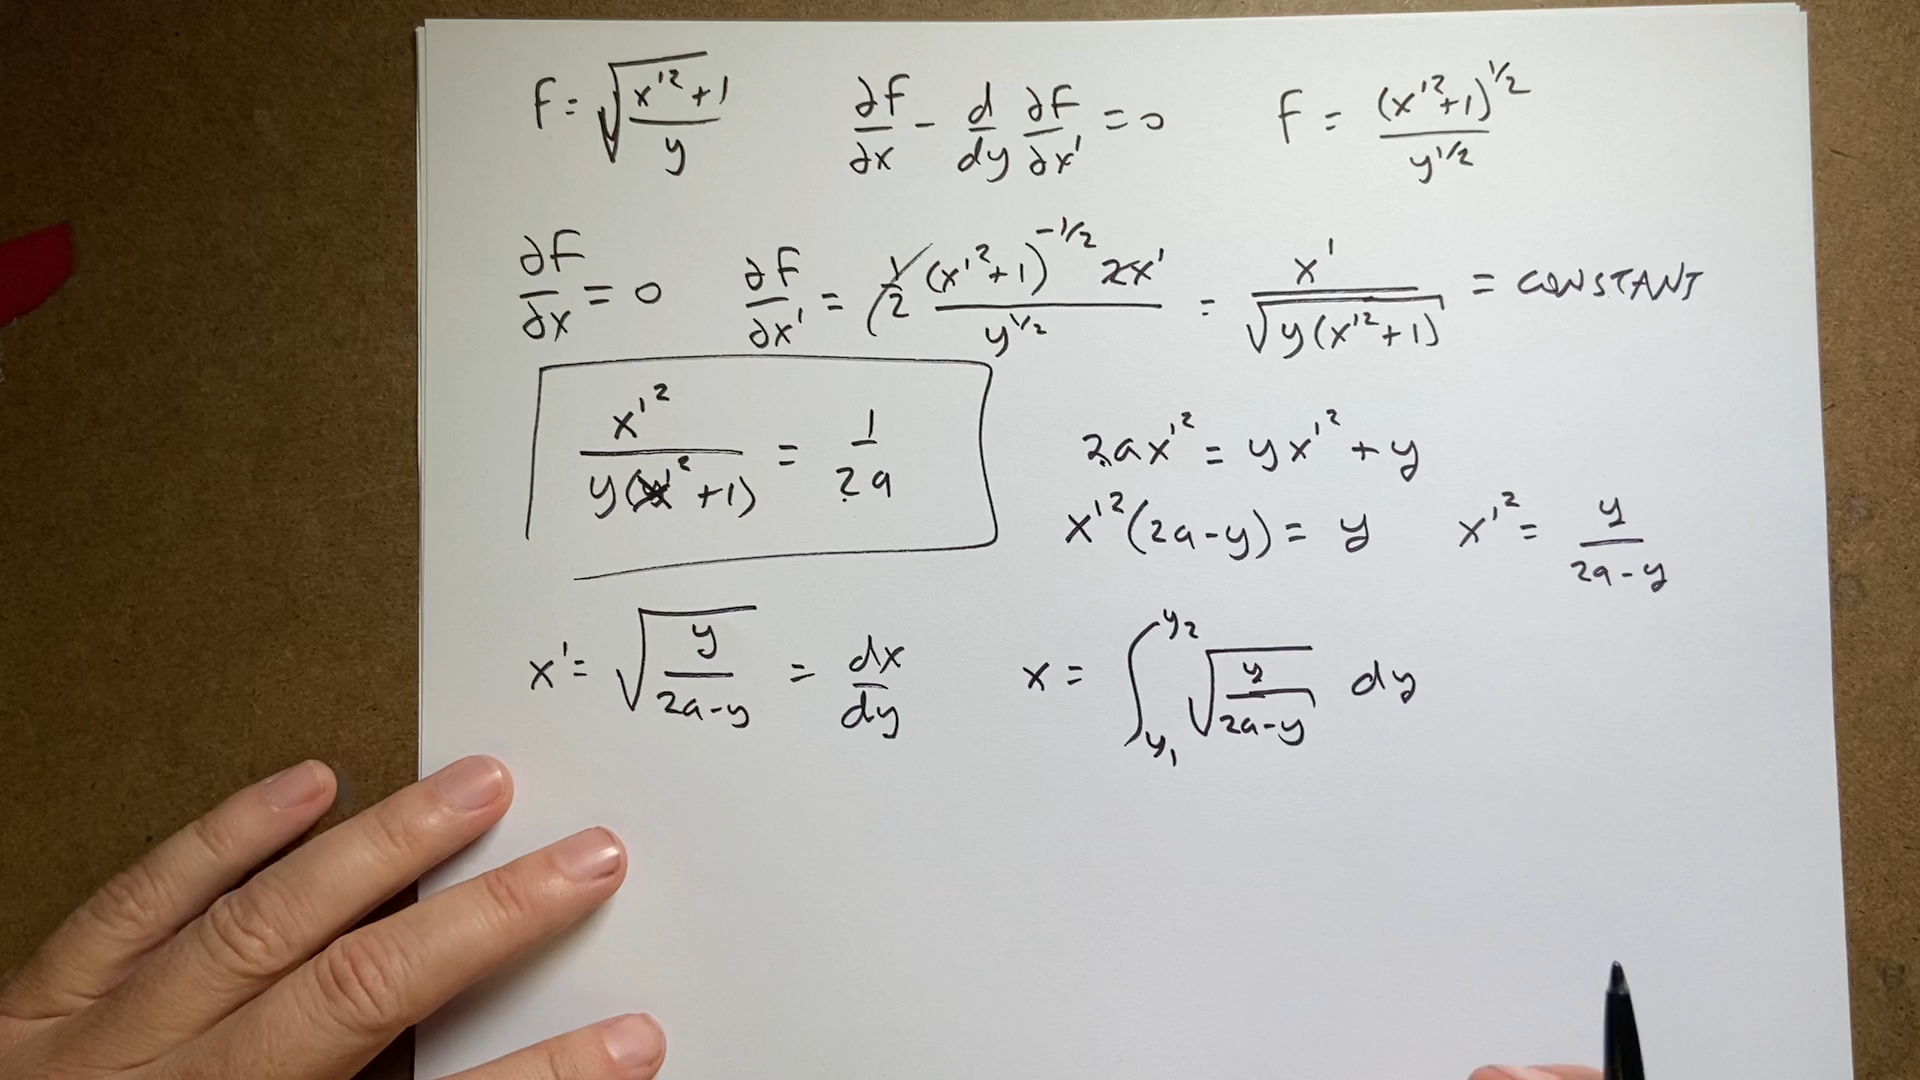 F = √((x'² + 1)/y)   ∂F/∂x - d/dy ∂F/∂x' = 0   F = (x'² + 1)^(1/2) / y^(1/2)
∂F/∂x = 0   ∂F/∂x' = (1/2 (x'² + 1)^(-1/2) 2x' / y^(1/2) = x' / √(y(x'² + 1)) = CONSTANT
x'² / (y(x'² + 1)) = 1/2a   2ax'² = yx'² + y
x'²(2a - y) = y   x'² = y/(2a - y)
x' = √(y/(2a - y)) = dx/dy   x = ∫_{y₁}^{y₂} √(y/(2a - y)) dy